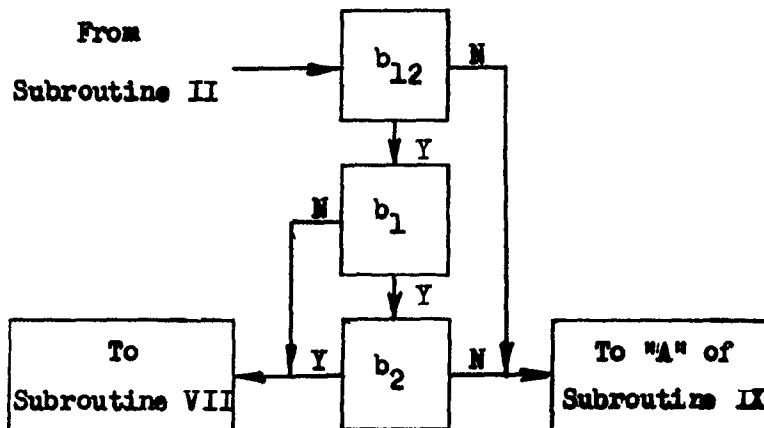 From
Subroutine II
b12
N
Y
N
b1
Y
To
Subroutine VII
Y
b2
N
To "A" of
Subroutine IX